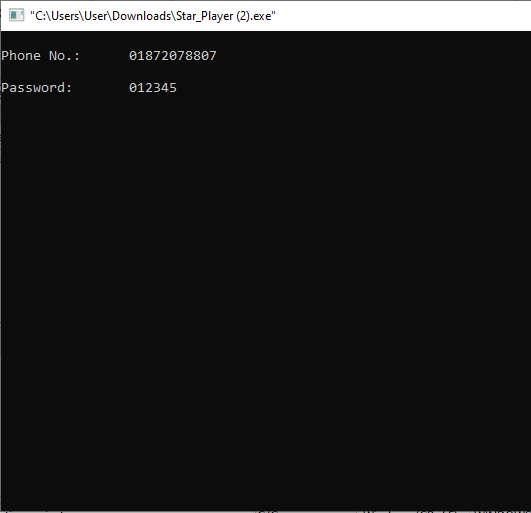 "C:\Users\User\Downloads\Star_Player (2).exe"
Phone No.: 01872078807
Password: 012345